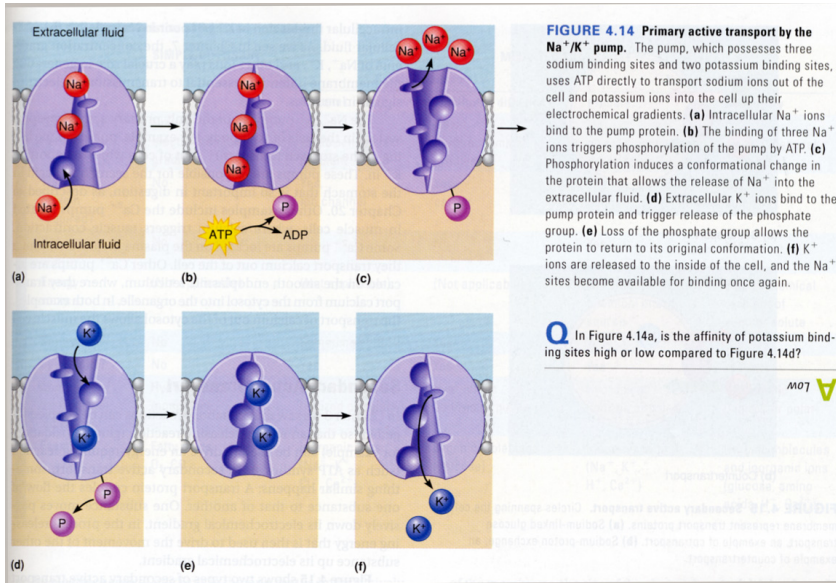 Extracellular fluid
Na⁺
Na⁺
Na⁺
Intracellular fluid
(a)
Na⁺
Na⁺
Na⁺
P
ATP
ADP
(b)
Na⁺
Na⁺
Na⁺
P
(c)
FIGURE 4.14 Primary active transport by the
Na⁺/K⁺ pump. The pump, which possesses three
sodium binding sites and two potassium binding sites,
uses ATP directly to transport sodium ions out of the
cell and potassium ions into the cell up their
electrochemical gradients. (a) Intracellular Na⁺ ions
bind to the pump protein. (b) The binding of three Na⁺
ions triggers phosphorylation of the pump by ATP. (c)
Phosphorylation induces a conformational change in
the protein that allows the release of Na⁺ into the
extracellular fluid. (d) Extracellular K⁺ ions bind to the
pump protein and trigger release of the phosphate
group. (e) Loss of the phosphate group allows the
protein to return to its original conformation. (f) K⁺
ions are released to the inside of the cell, and the Na⁺
sites become available for binding once again.
Q In Figure 4.14a, is the affinity of potassium bind-
ing sites high or low compared to Figure 4.14d?
A Low
K⁺
K⁺
P
P
(d)
K⁺
K⁺
(e)
K⁺
K⁺
(f)